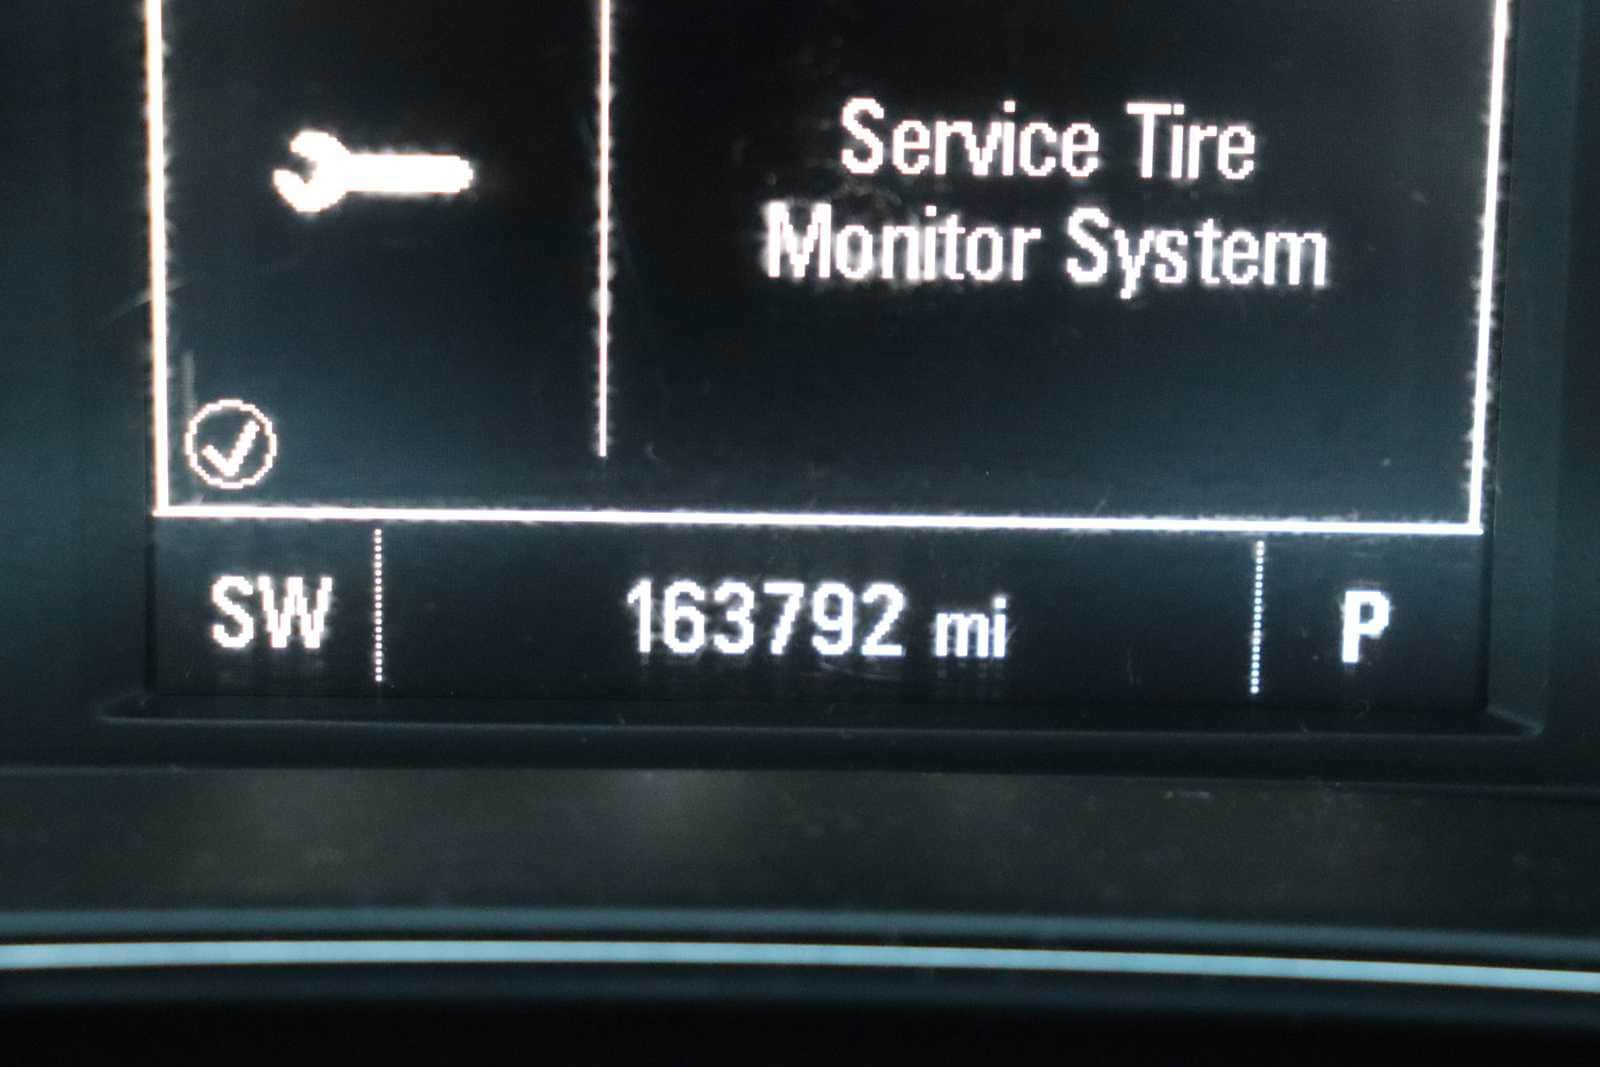 Service Tire
Monitor System
SW 163792 mi P